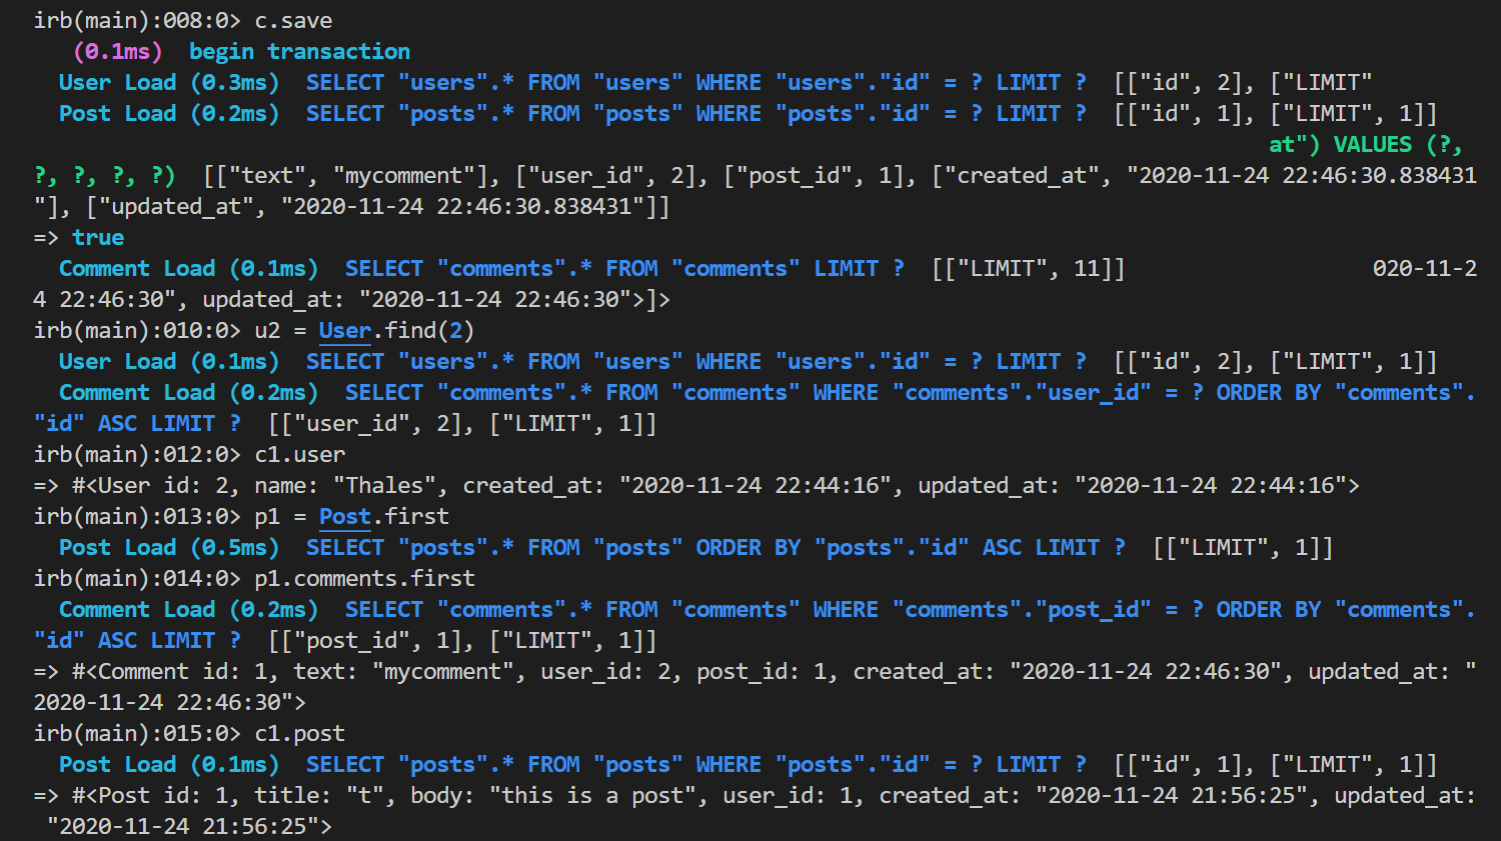 irb(main):008:0> c.save
(0.1ms)  begin transaction
User Load (0.3ms)  SELECT "users".* FROM "users" WHERE "users"."id" = ? LIMIT ?  [["id", 2], ["LIMIT"
Post Load (0.2ms)  SELECT "posts".* FROM "posts" WHERE "posts"."id" = ? LIMIT ?  [["id", 1], ["LIMIT", 1]]
at") VALUES (?,
?, ?, ?, ?)  [["text", "mycomment"], ["user_id", 2], ["post_id", 1], ["created_at", "2020-11-24 22:46:30.838431
"], ["updated_at", "2020-11-24 22:46:30.838431"]]
=> true
Comment Load (0.1ms)  SELECT "comments".* FROM "comments" LIMIT ?  [["LIMIT", 11]] 020-11-2
4 22:46:30", updated_at: "2020-11-24 22:46:30">]>
irb(main):010:0> u2 = User.find(2)
User Load (0.1ms)  SELECT "users".* FROM "users" WHERE "users"."id" = ? LIMIT ?  [["id", 2], ["LIMIT", 1]]
Comment Load (0.2ms)  SELECT "comments".* FROM "comments" WHERE "comments"."user_id" = ? ORDER BY "comments".
"id" ASC LIMIT ?  [["user_id", 2], ["LIMIT", 1]]
irb(main):012:0> c1.user
=> #<User id: 2, name: "Thales", created_at: "2020-11-24 22:44:16", updated_at: "2020-11-24 22:44:16">
irb(main):013:0> p1 = Post.first
Post Load (0.5ms)  SELECT "posts".* FROM "posts" ORDER BY "posts"."id" ASC LIMIT ?  [["LIMIT", 1]]
irb(main):014:0> p1.comments.first
Comment Load (0.2ms)  SELECT "comments".* FROM "comments" WHERE "comments"."post_id" = ? ORDER BY "comments".
"id" ASC LIMIT ?  [["post_id", 1], ["LIMIT", 1]]
=> #<Comment id: 1, text: "mycomment", user_id: 2, post_id: 1, created_at: "2020-11-24 22:46:30", updated_at: "
2020-11-24 22:46:30">
irb(main):015:0> c1.post
Post Load (0.1ms)  SELECT "posts".* FROM "posts" WHERE "posts"."id" = ? LIMIT ?  [["id", 1], ["LIMIT", 1]]
=> #<Post id: 1, title: "t", body: "this is a post", user_id: 1, created_at: "2020-11-24 21:56:25", updated_at:
"2020-11-24 21:56:25">